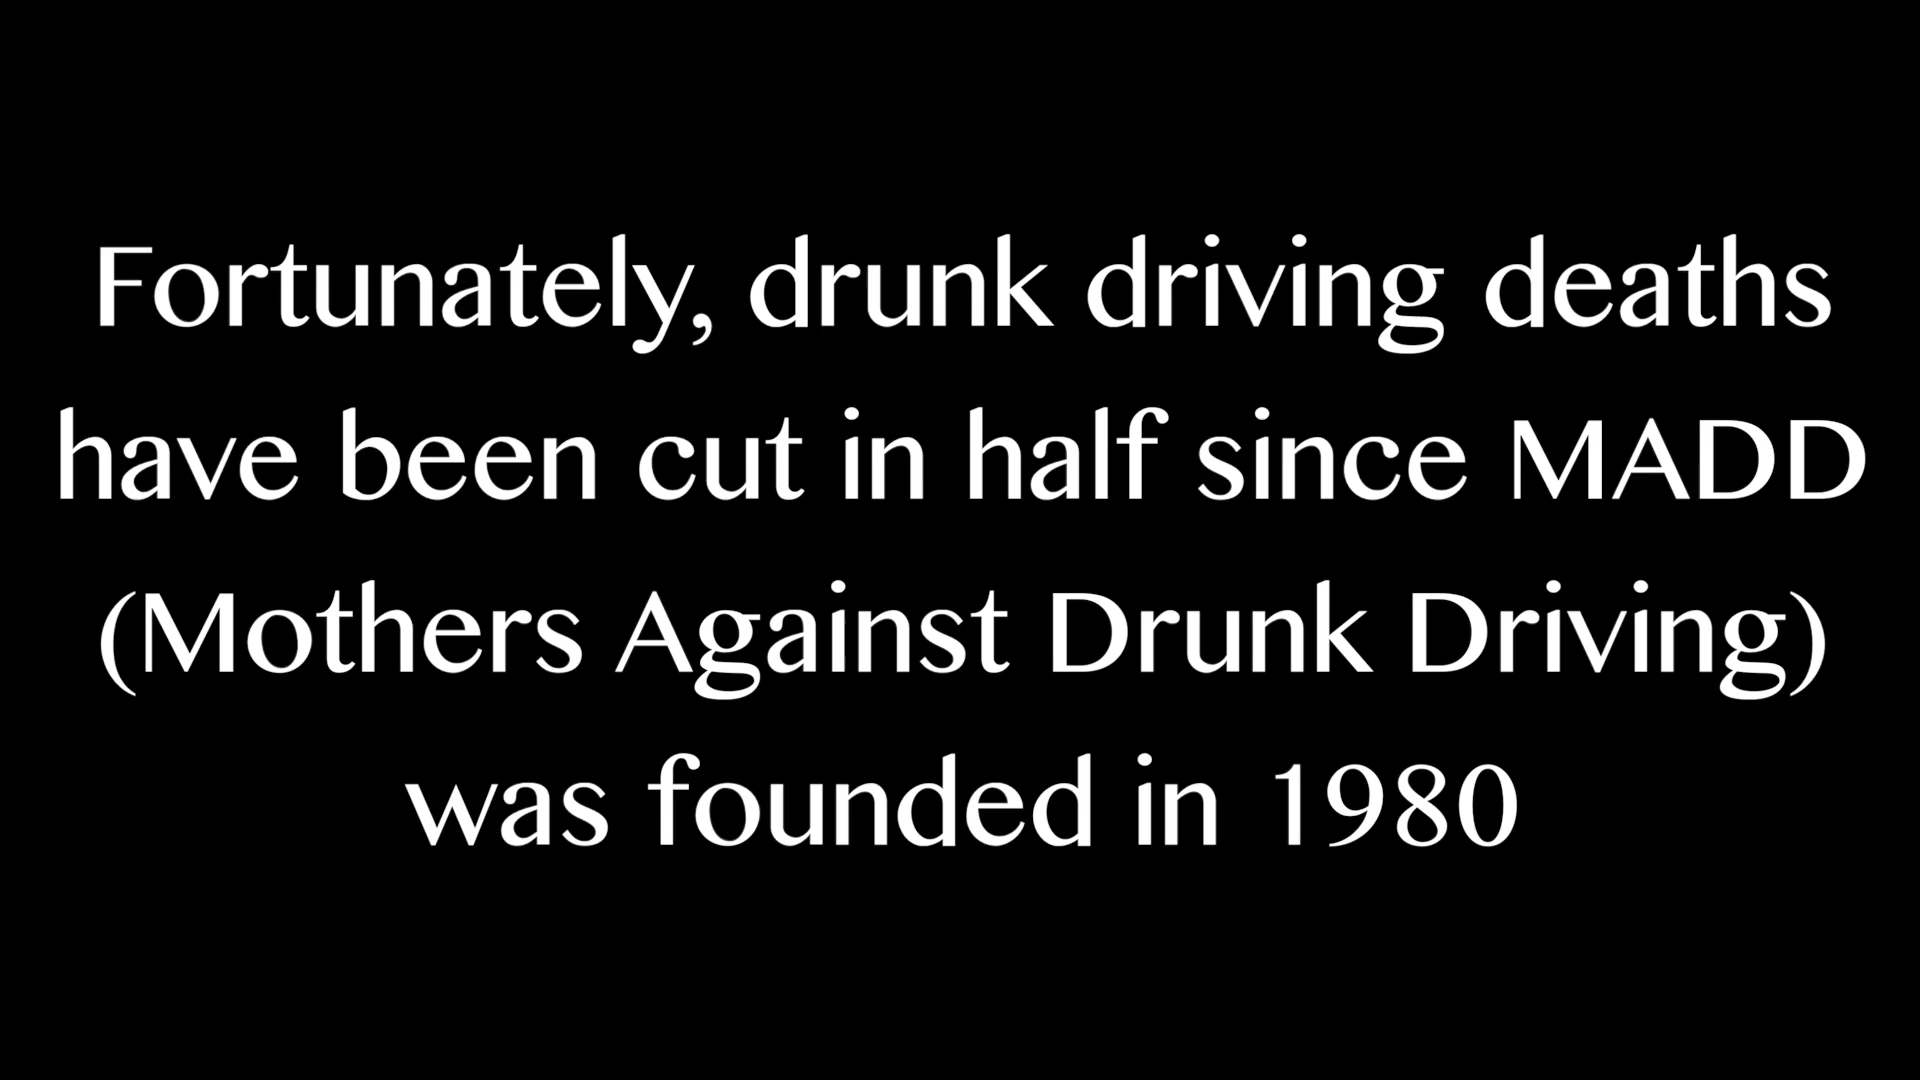 Fortunately, drunk driving deaths
have been cut in half since MADD
(Mothers Against Drunk Driving)
was founded in 1980